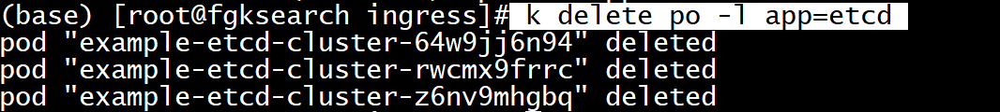 (base) [root@fgksearch ingress]# k delete po -l app=etcd
pod "example-etcd-cluster-64w9jj6n94" deleted
pod "example-etcd-cluster-rwcmx9frrc" deleted
pod "example-etcd-cluster-z6nv9mhgbq" deleted